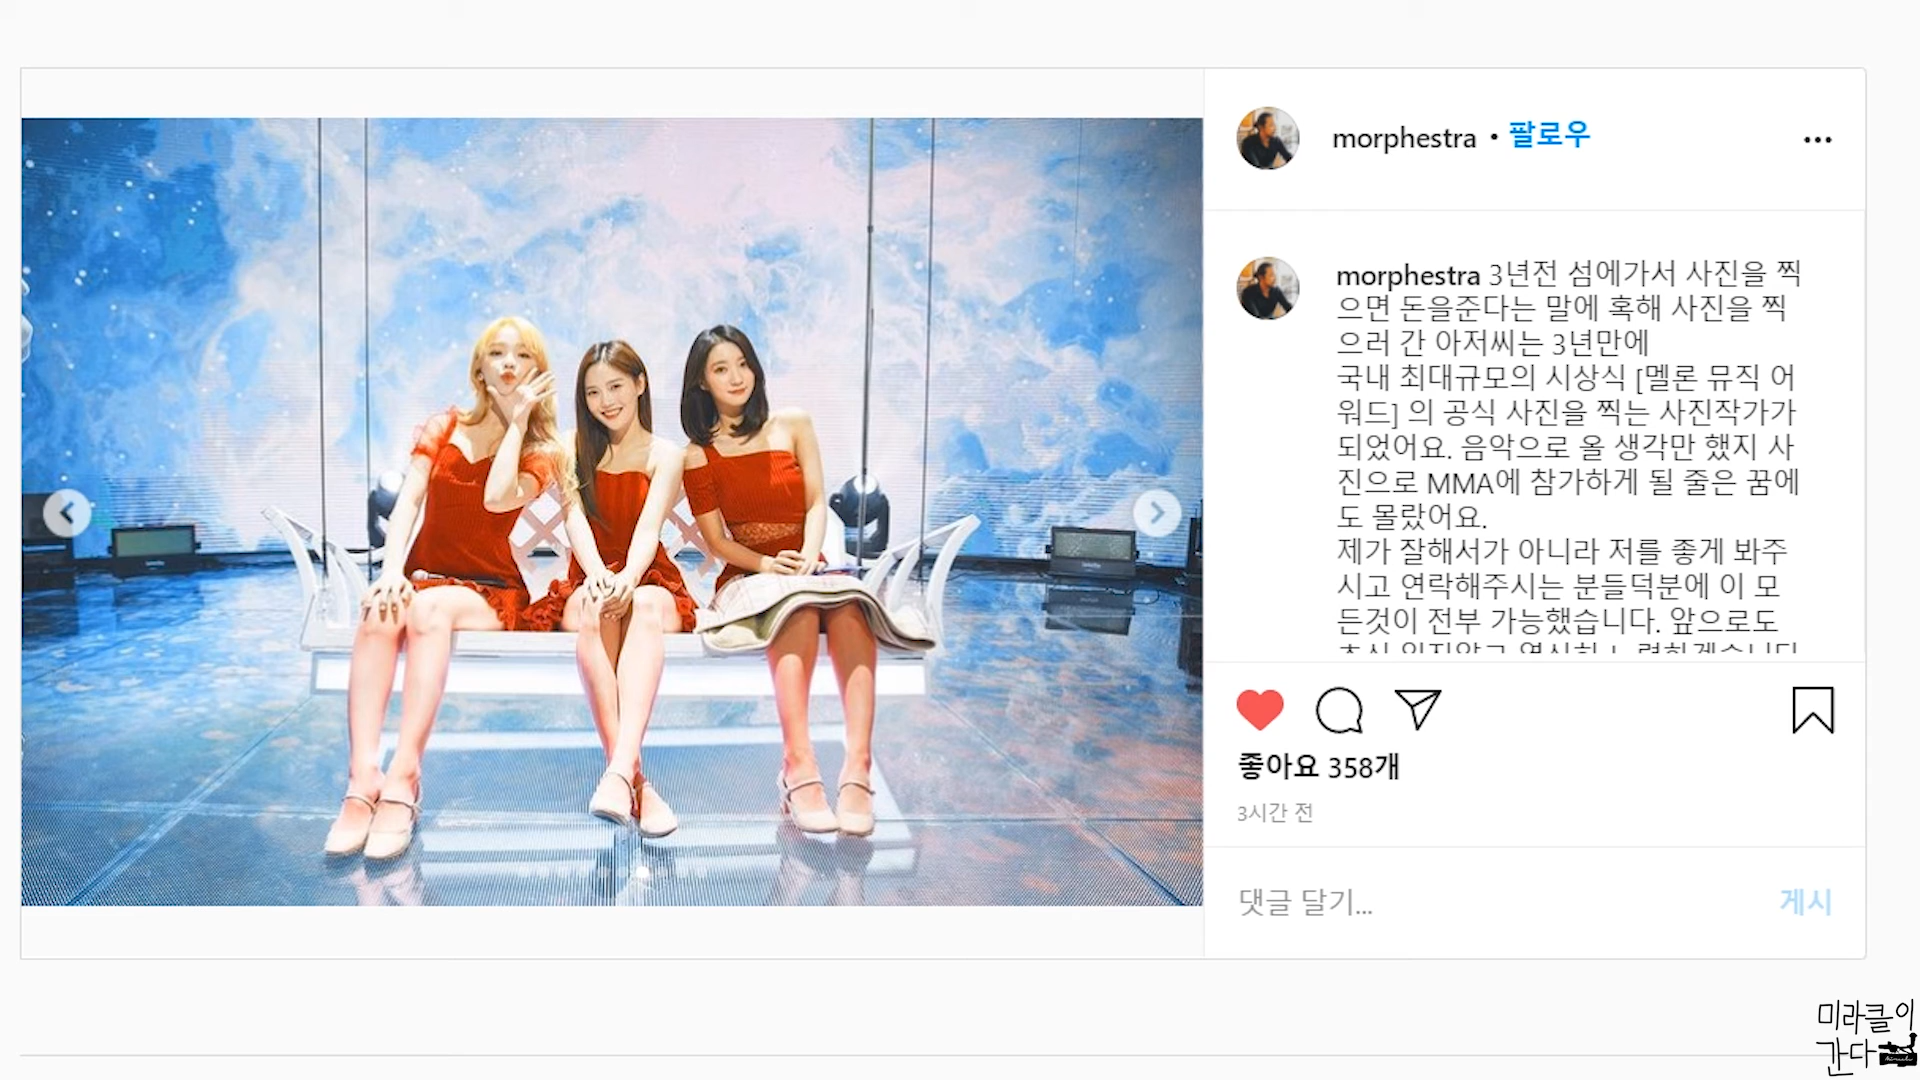 morphestra • 팔로우
morphestra 3년전 섬에가서 사진을 찍
으면 돈을준다는 말에 혹해 사진을 찍
으러 간 아저씨는 3년만에
국내 최대규모의 시상식 [멜론 뮤직 어
워드] 의 공식 사진을 찍는 사진작가가
되었어요. 음악으로 올 생각만 했지 사
진으로 MMA에 참가하게 될 줄은 꿈에
도 몰랐어요.
제가 잘해서가 아니라 저를 좋게 봐주
시고 연락해주시는 분들덕분에 이 모
든것이 전부 가능했습니다. 앞으로도
좋아요 358개
3시간 전
댓글 달기...
게시
미라클이
간다